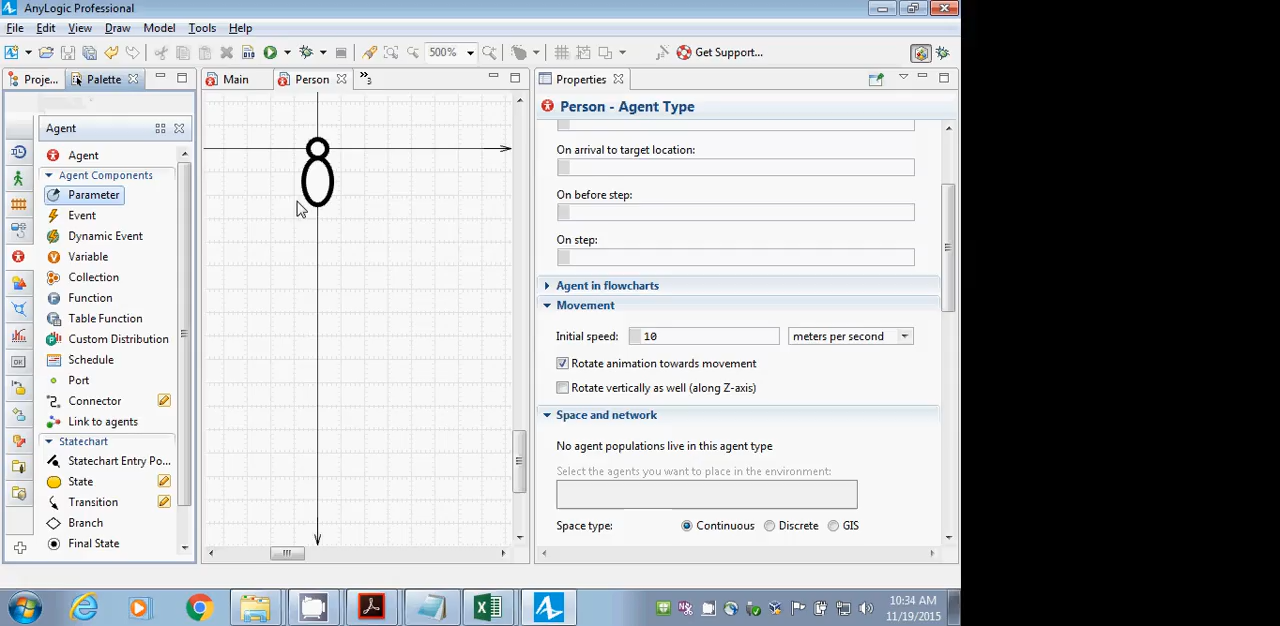 AnyLogic Professional
File Edit View Draw Model Tools Help
500% Get Support...
Proje... Palette Main Person 3 Properties
Agent
Agent
Agent Components
Parameter
Event
Dynamic Event
Variable
Collection
Function
Table Function
Custom Distribution
Schedule
Port
Connector
Link to agents
Statechart
Statechart Entry Po...
State
Transition
Branch
Final State
Person - Agent Type
On arrival to target location:
On before step:
On step:
Agent in flowcharts
Movement
Initial speed: 10 meters per second
Rotate animation towards movement
Rotate vertically as well (along Z-axis)
Space and network
No agent populations live in this agent type
Select the agents you want to place in the environment:
Space type: Continuous Discrete GIS
10:34 AM
11/19/2015